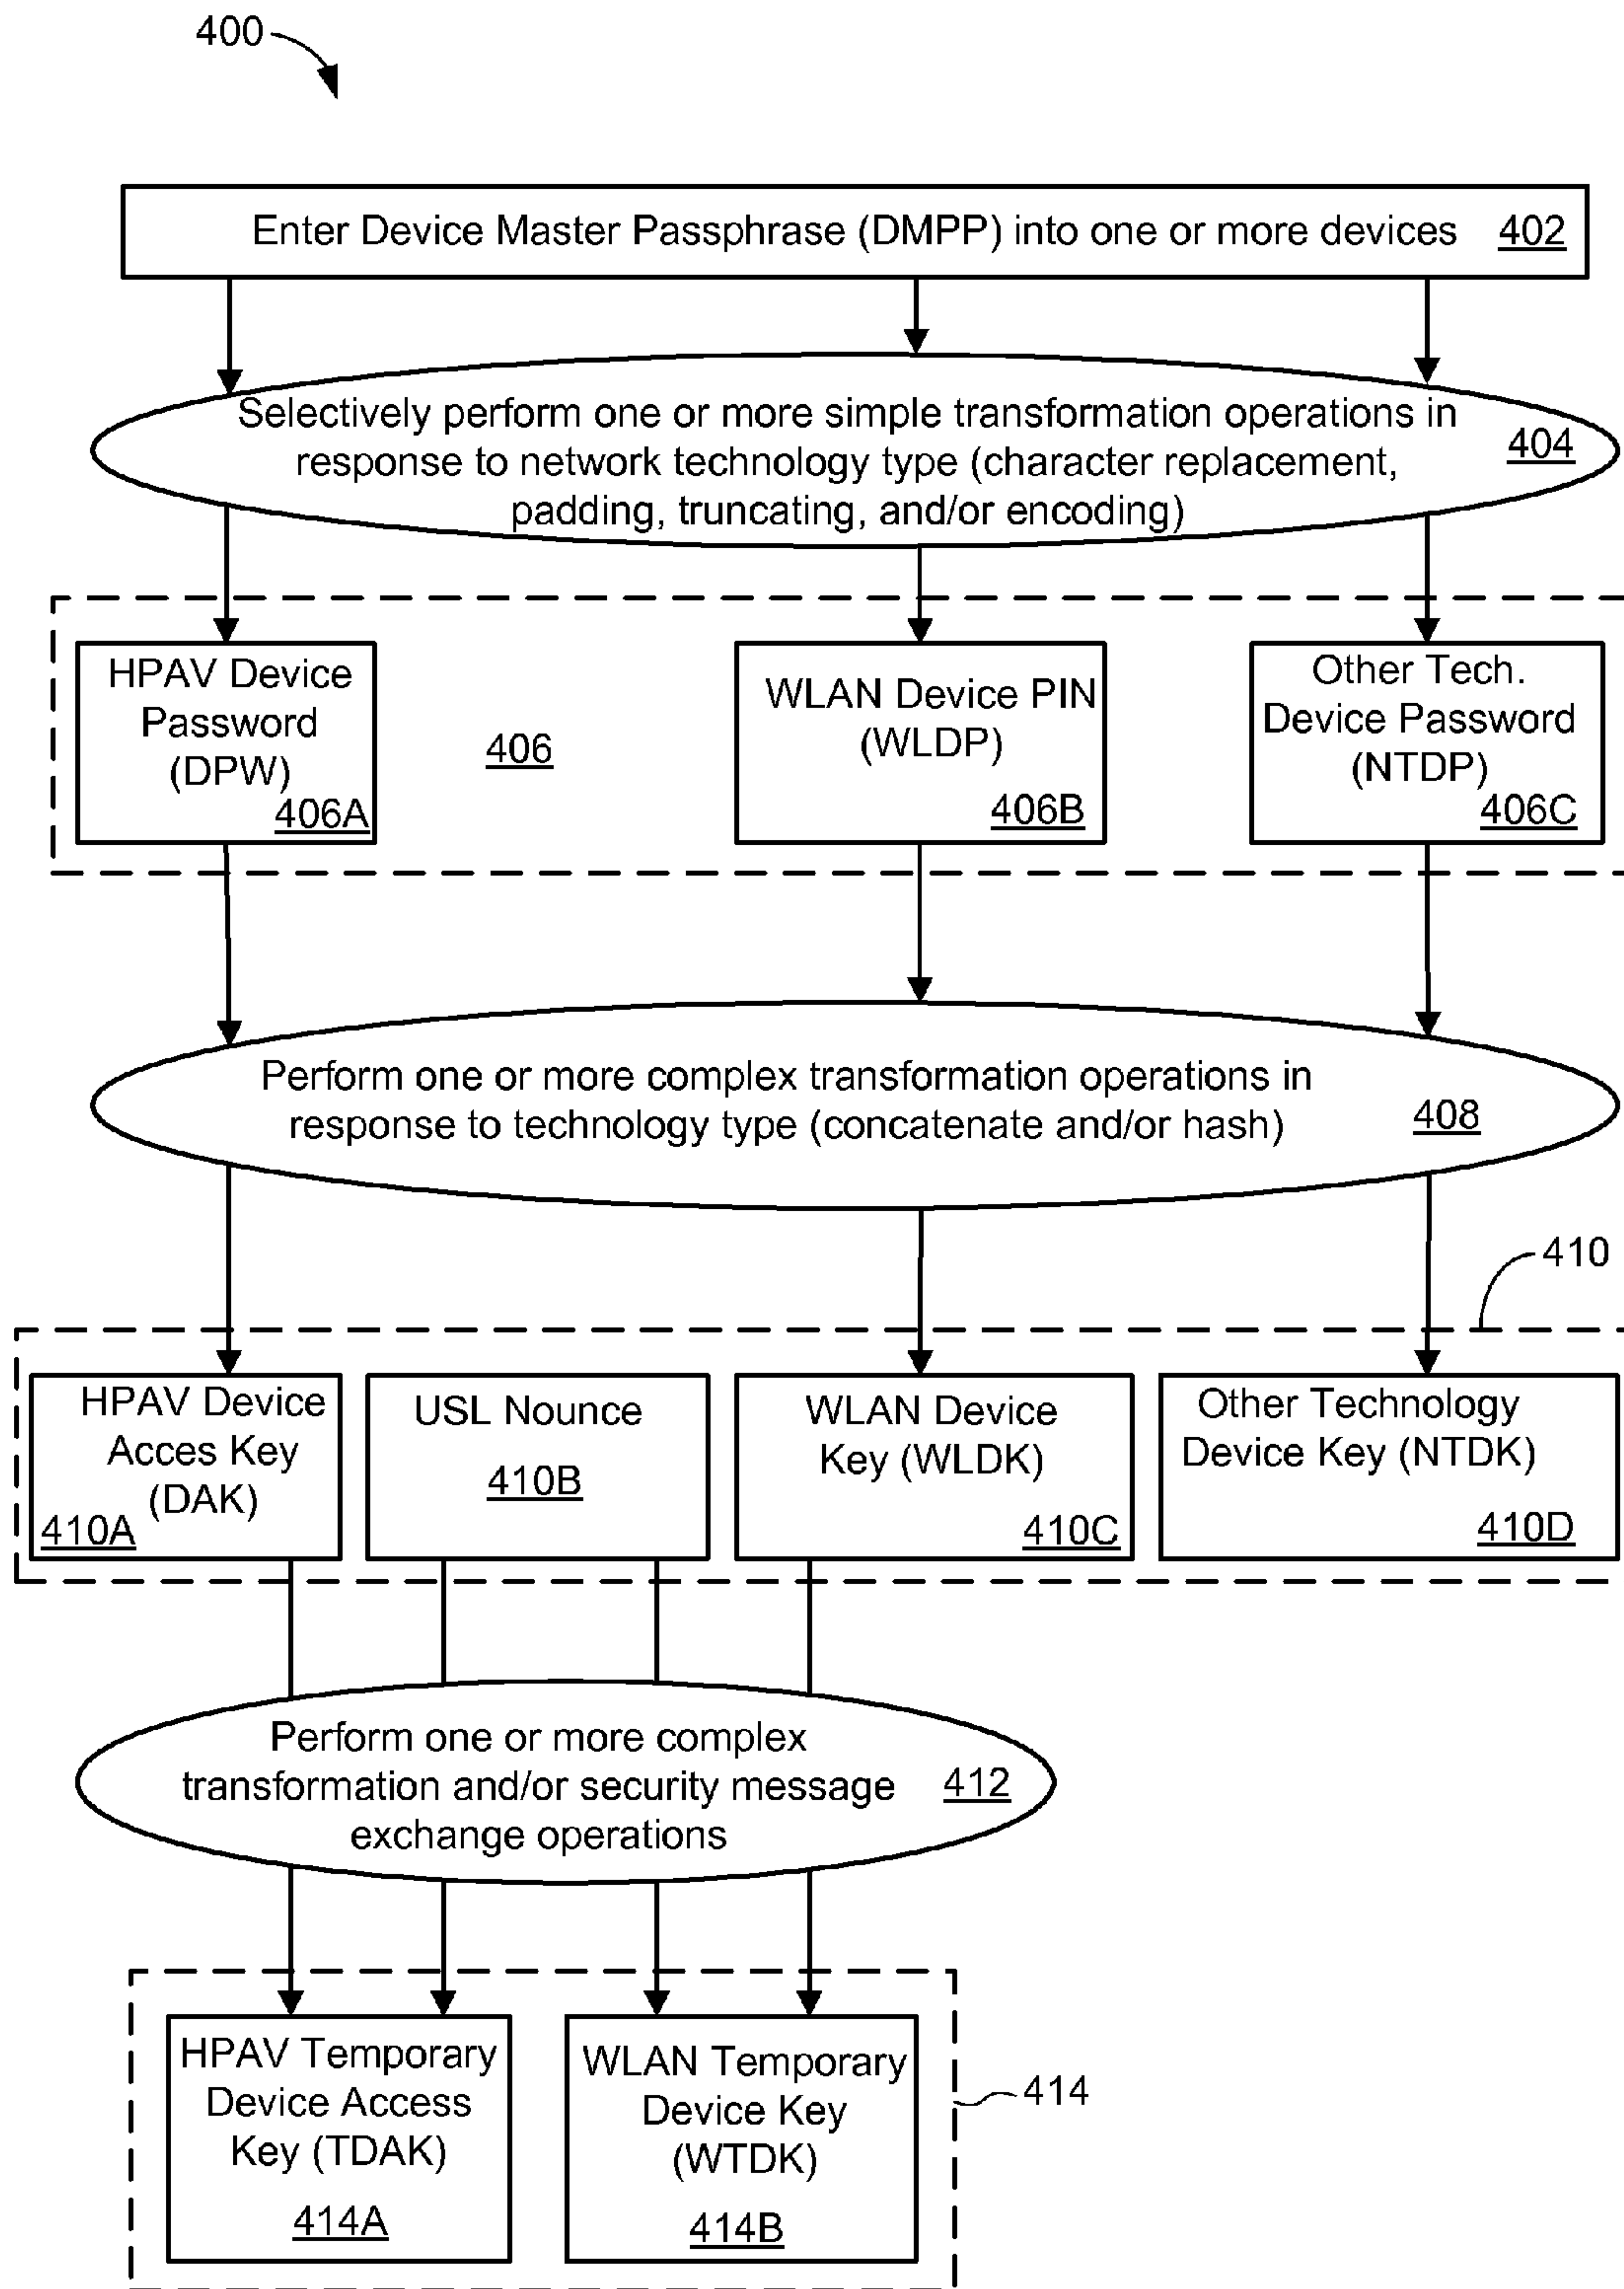 400
Enter Device Master Passphrase (DMPP) into one or more devices 402
Selectively perform one or more simple transformation operations in
response to network technology type (character replacement,
padding, truncating, and/or encoding)
404
HPAV Device
Password
(DPW)
406A
406
WLAN Device PIN
(WLDP)
406B
Other Tech.
Device Password
(NTDP)
406C
Perform one or more complex transformation operations in
response to technology type (concatenate and/or hash)
408
410
HPAV Device
Acces Key
(DAK)
410A
USL Nounce
410B
WLAN Device
Key (WLDK)
410C
Other Technology
Device Key (NTDK)
410D
Perform one or more complex
transformation and/or security message
exchange operations
412
HPAV Temporary
Device Access
Key (TDAK)
414A
WLAN Temporary
Device Key
(WTDK)
414B
414